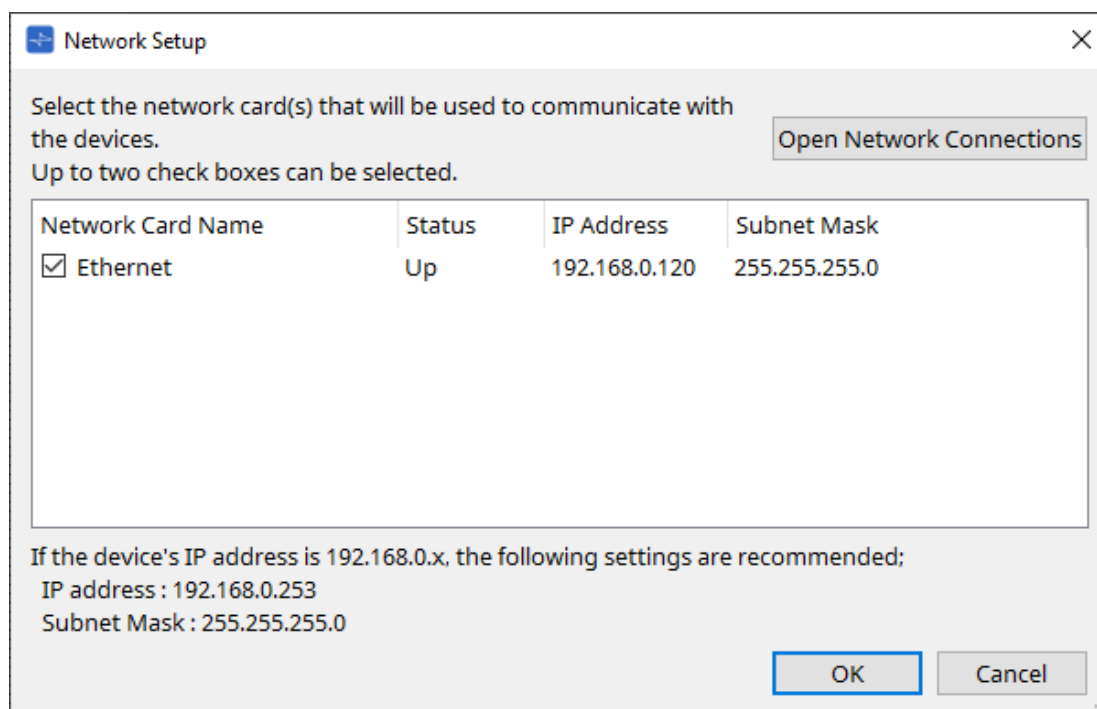 Network Setup
Select the network card(s) that will be used to communicate with
the devices.
Open Network Connections
Up to two check boxes can be selected.
Network Card Name Status IP Address Subnet Mask
Ethernet Up 192.168.0.120 255.255.255.0
If the device's IP address is 192.168.0.x, the following settings are recommended;
IP address : 192.168.0.253
Subnet Mask : 255.255.255.0
OK Cancel